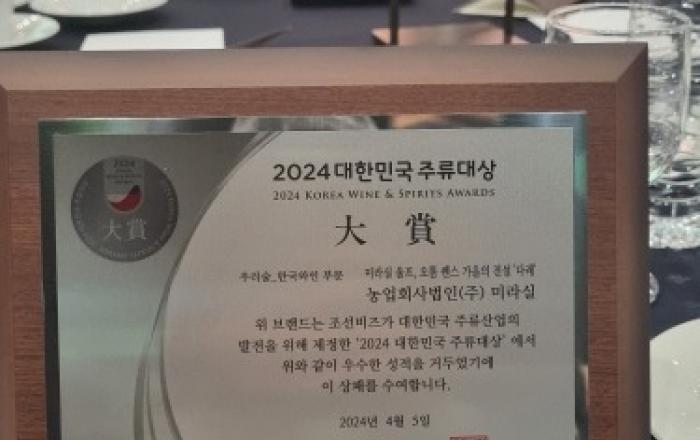 2024
大賞
2024 대한민국 주류대상
2024 KOREA WINE & SPIRITS AWARDS
大賞
우리술_한국와인 부문
농업회사법인(주) 미라실
위 브랜드는 조선비즈가 대한민국 주류산업의
발전을 위해 제정한 '2024 대한민국 주류대상' 에서
위와 같이 우수한 성적을 거두었기에
이 상패를 수여합니다.
2024년 4월 5일